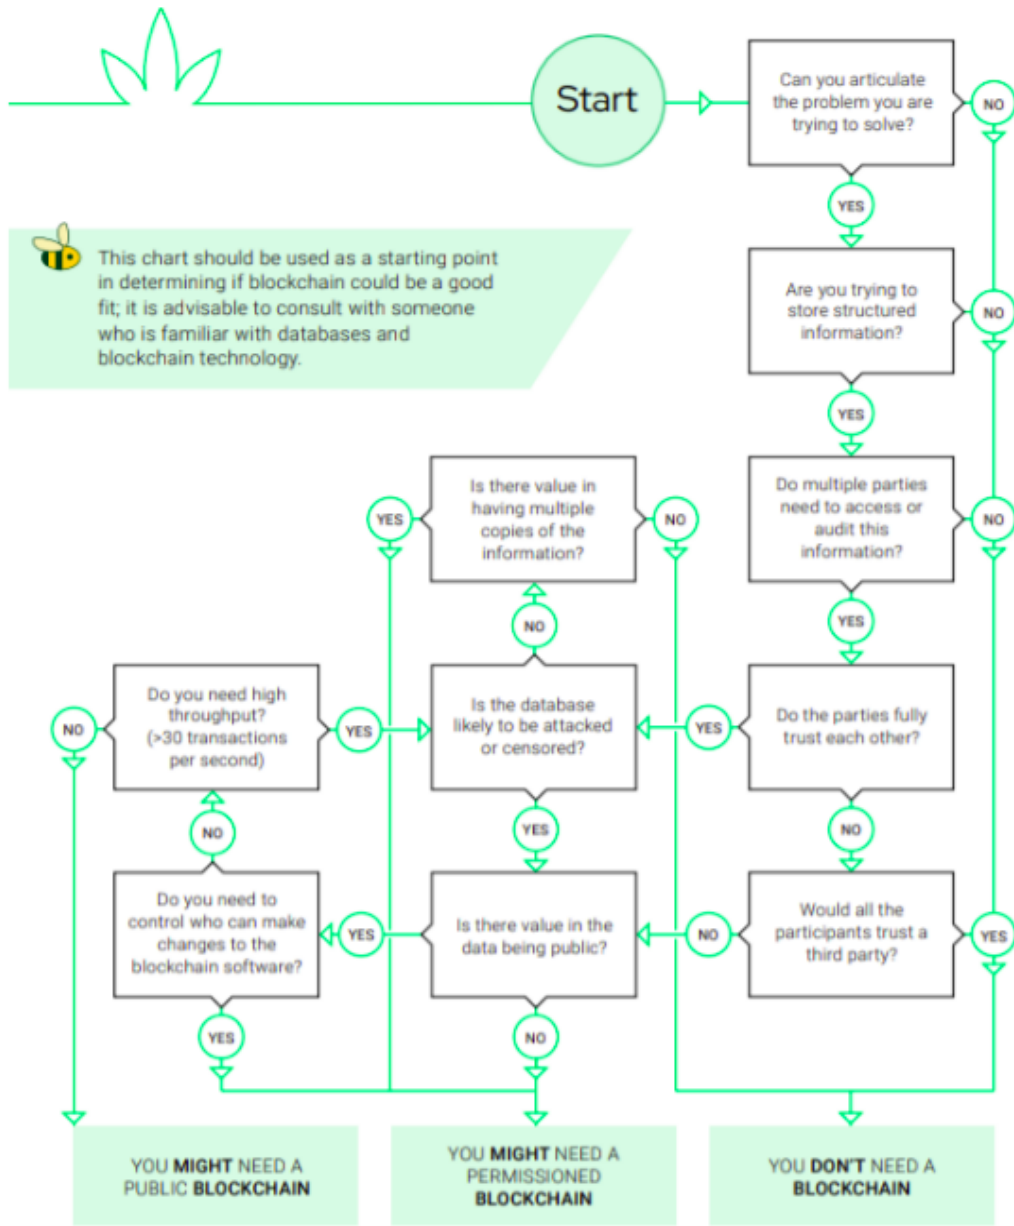 Start
Can you articulate
the problem you are
trying to solve?
NO
YES
This chart should be used as a starting point
in determining if blockchain could be a good
fit; it is advisable to consult with someone
who is familiar with databases and
blockchain technology.
Are you trying to
store structured
information?
NO
YES
Do multiple parties
need to access or
audit this
information?
NO
YES
Is there value in
having multiple
copies of the
information?
YES
NO
NO
Do you need high
throughput?
(>30 transactions
per second)
NO
YES
Is the database
likely to be attacked
or censored?
YES
Do the parties fully
trust each other?
NO
YES
NO
Do you need to
control who can make
changes to the
blockchain software?
YES
Is there value in the
data being public?
NO
Would all the
participants trust a
third party?
YES
YES
NO
YOU MIGHT NEED A
PUBLIC BLOCKCHAIN
YOU MIGHT NEED A
PERMISSIONED
BLOCKCHAIN
YOU DON'T NEED A
BLOCKCHAIN